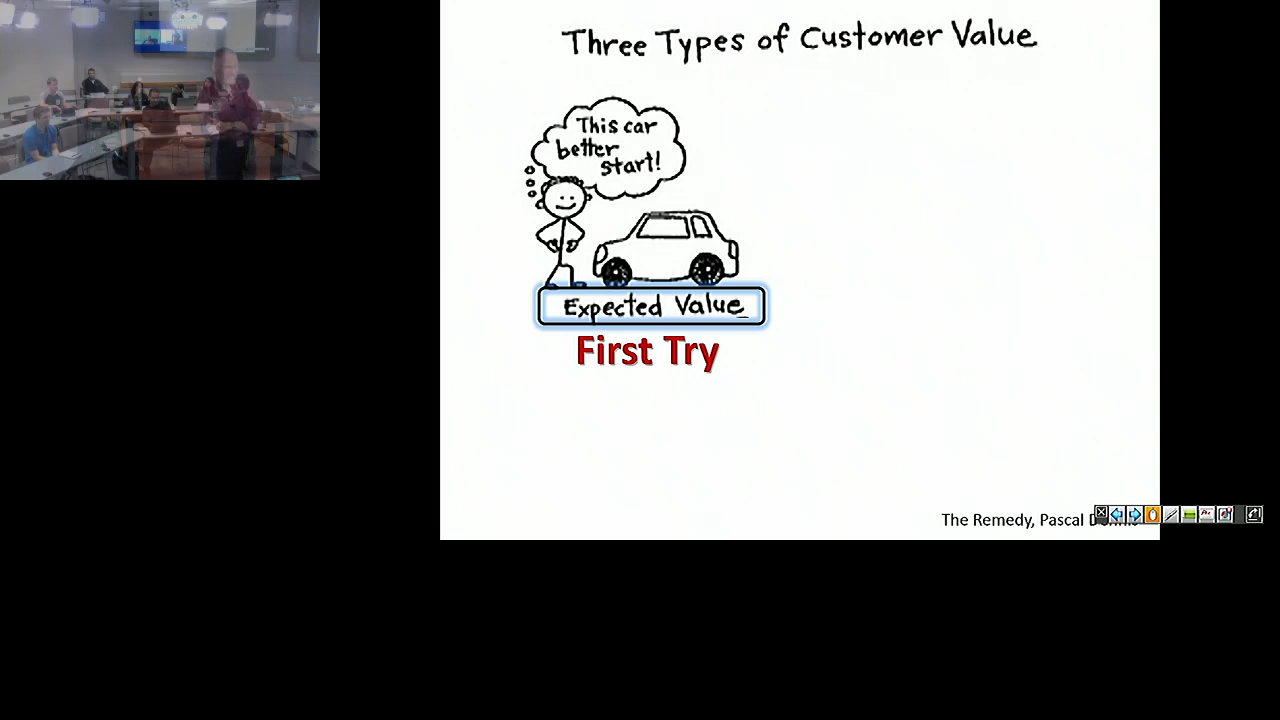 Three Types of Customer Value
This car
better
start!
Expected Value
First Try
The Remedy, Pascal